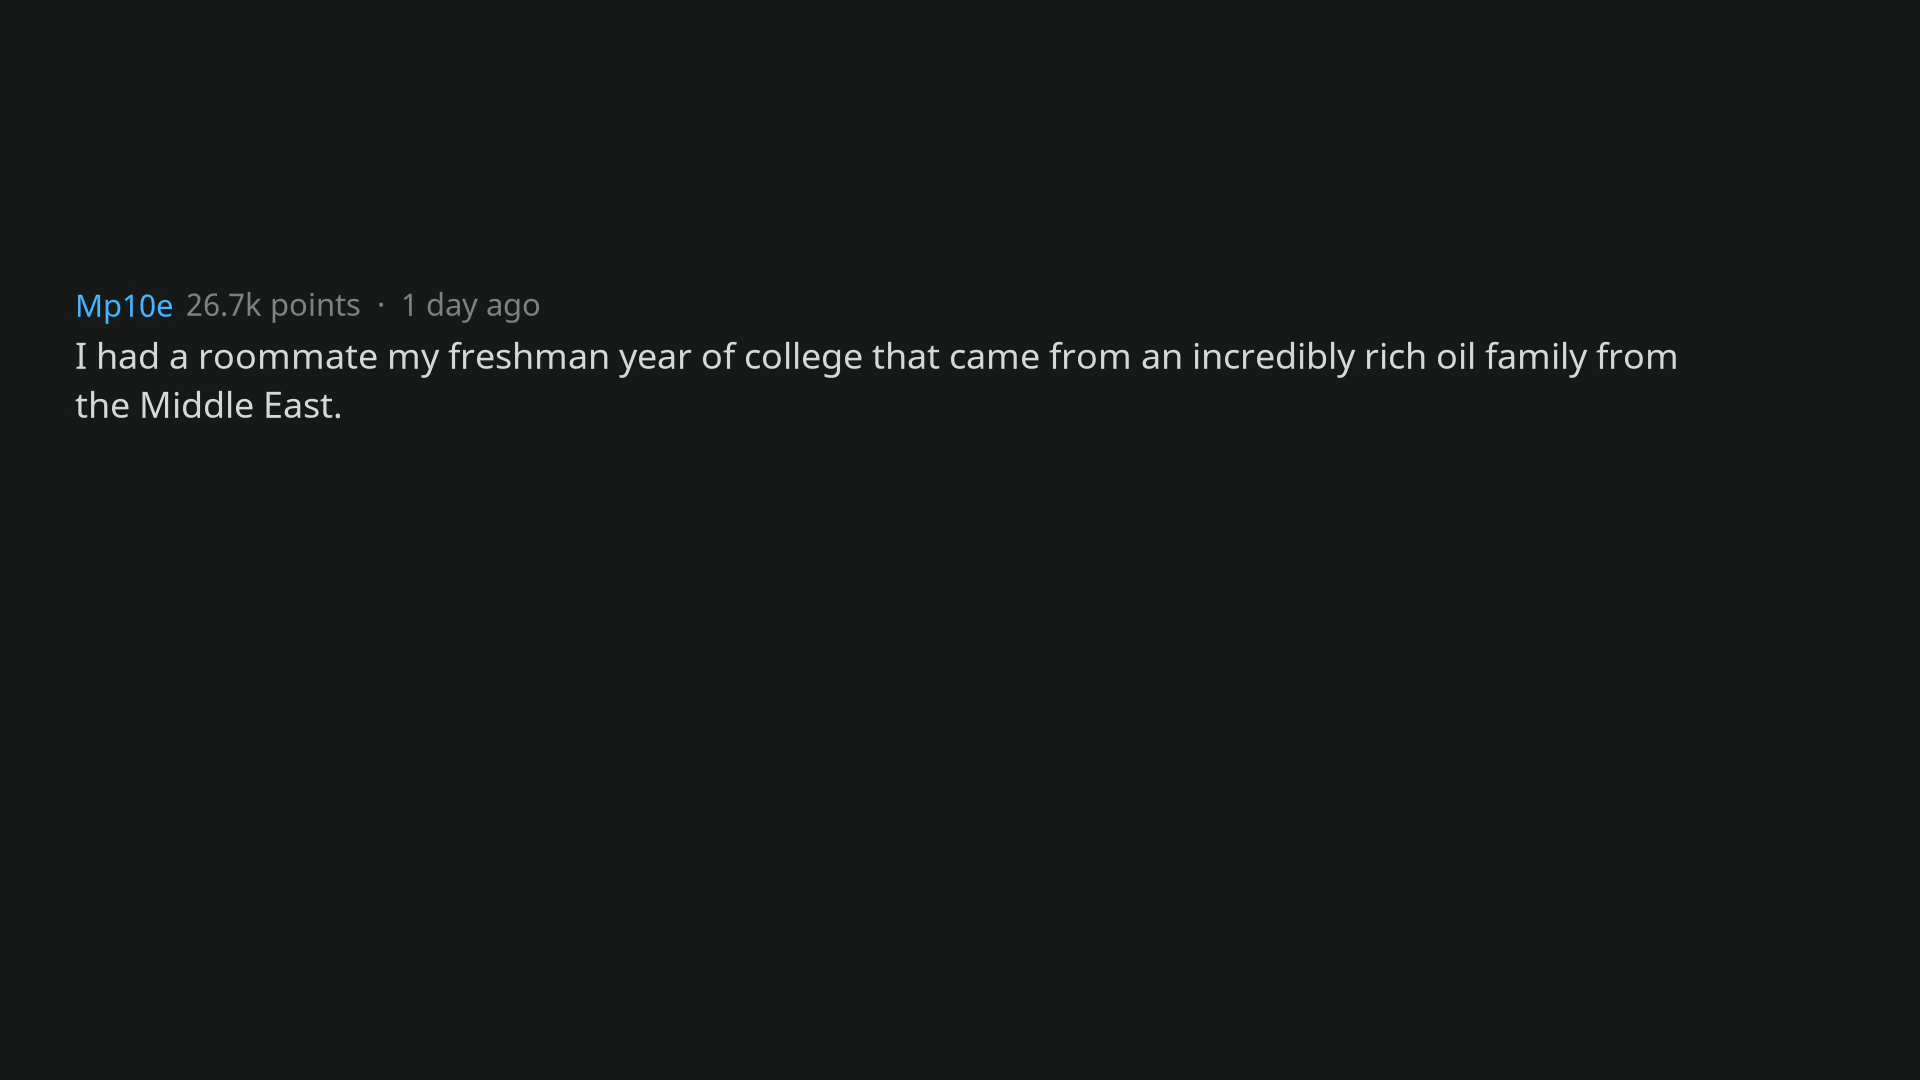 Mp10e 26.7k points · 1 day ago
I had a roommate my freshman year of college that came from an incredibly rich oil family from
the Middle East.